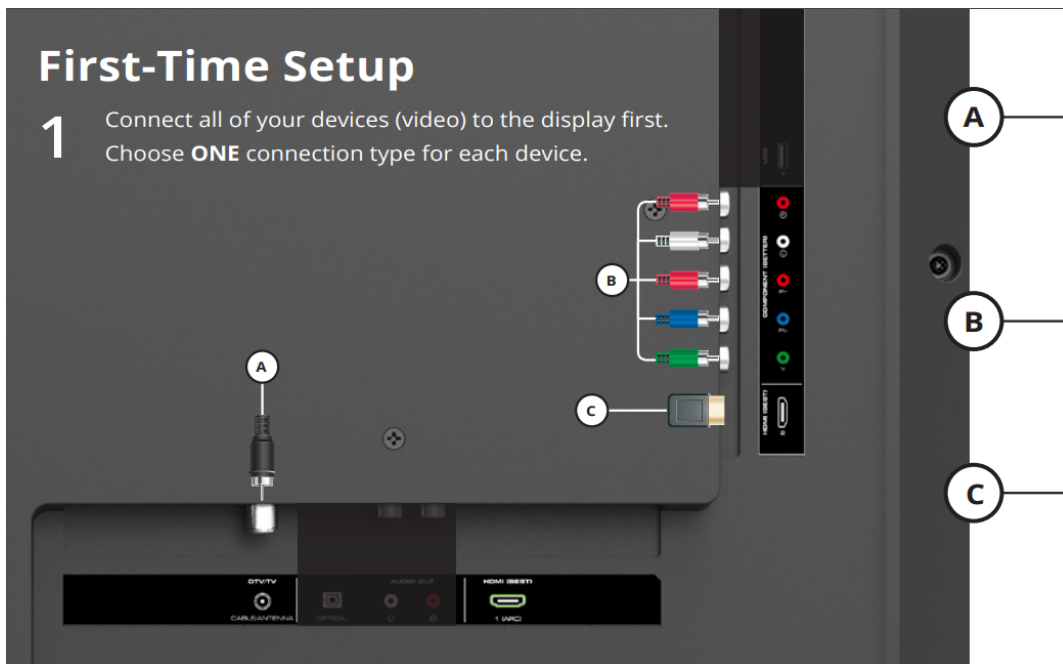 First-Time Setup
1
Connect all of your devices (video) to the display first.
Choose ONE connection type for each device.
A
B
C
A
B
C
USB
COMPONENT (BETTER)
HDMI (BEST)
DTV/TV
CABLE/ANTENNA
OPTICAL
AUDIO OUT
HDMI (BEST)
1 (ARC)